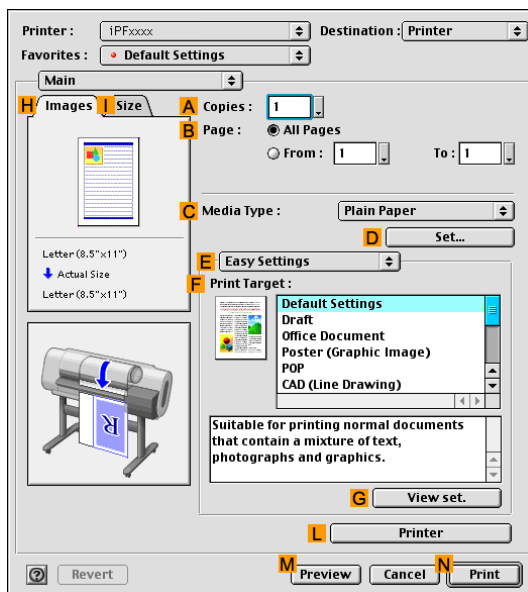 Printer : iPFxxxx Destination : Printer
Favorites : Default Settings
Main
H Images I Size
A Copies : 1
B Page : All Pages
From : 1 To : 1
C Media Type : Plain Paper
D Set...
Letter (8.5"x11")
Actual Size
Letter (8.5"x11")
E Easy Settings
F Print Target :
Default Settings
Draft
Office Document
Poster (Graphic Image)
POP
CAD (Line Drawing)
R
Suitable for printing normal documents
that contain a mixture of text,
photographs and graphics.
G View set.
L Printer
? Revert M Preview Cancel N Print